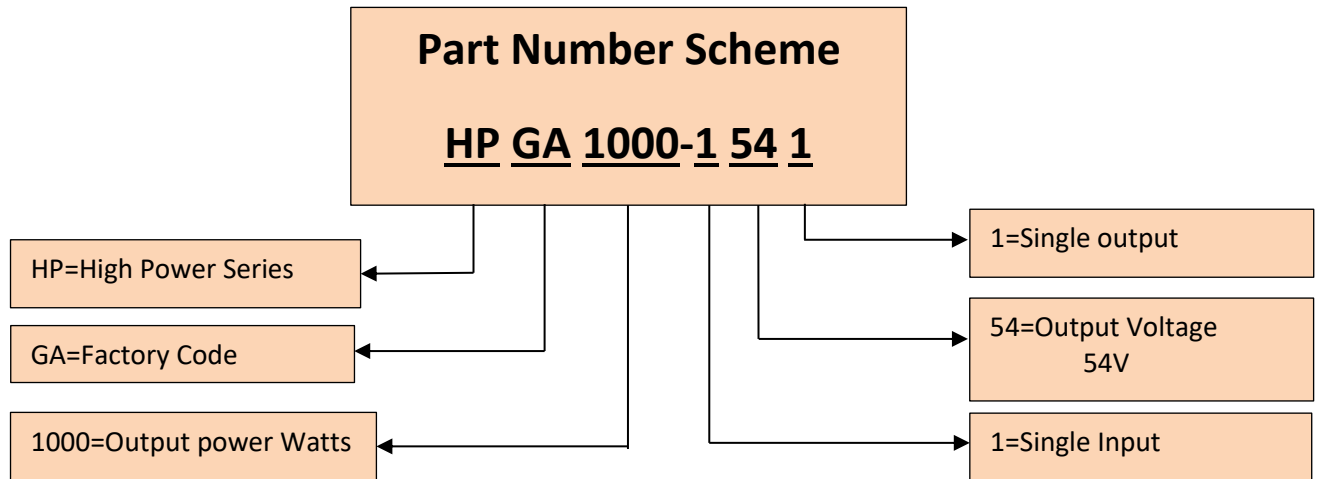 Part Number Scheme
HP GA 1000-1 54 1
HP=High Power Series
GA=Factory Code
1000=Output power Watts
1=Single output
54=Output Voltage
54V
1=Single Input